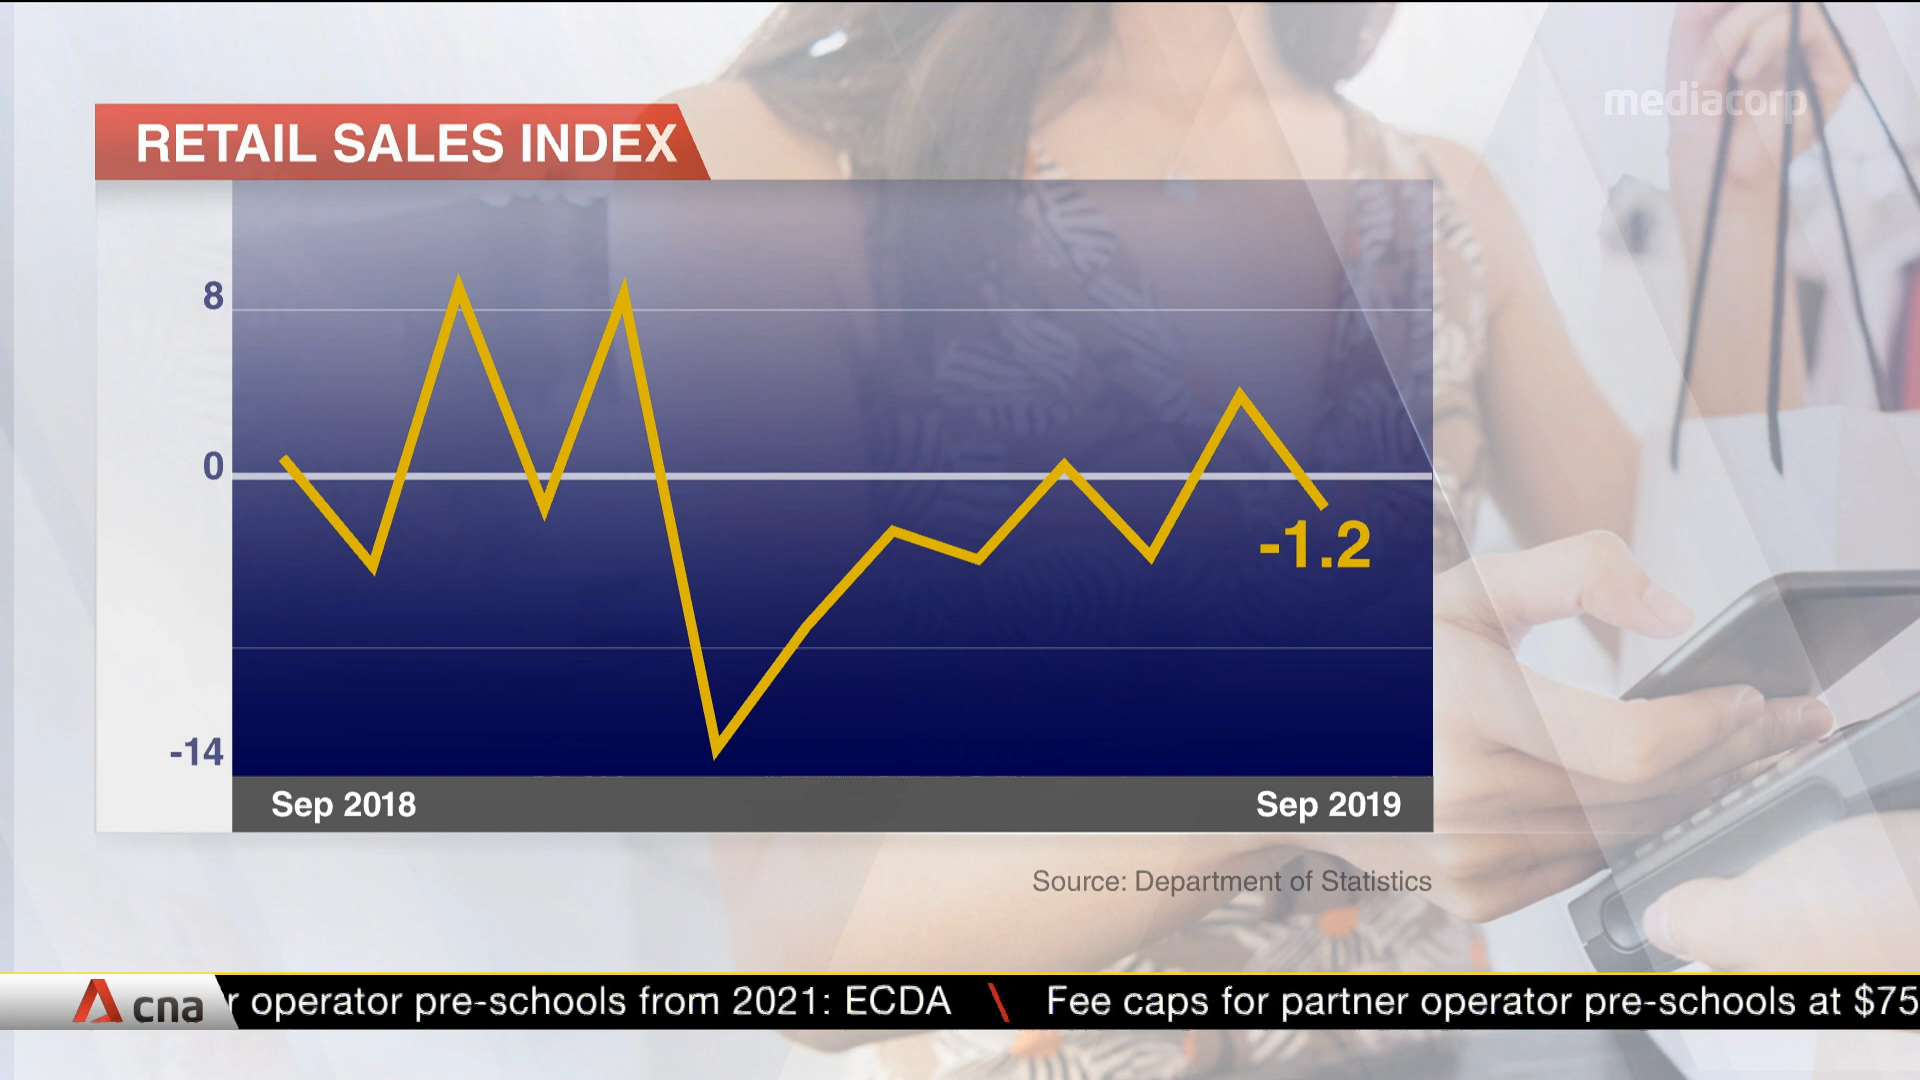 mediacorp
RETAIL SALES INDEX
8
0
-14
-1.2
Sep 2018 Sep 2019
Source: Department of Statistics
cna r operator pre-schools from 2021: ECDA \ Fee caps for partner operator pre-schools at $75